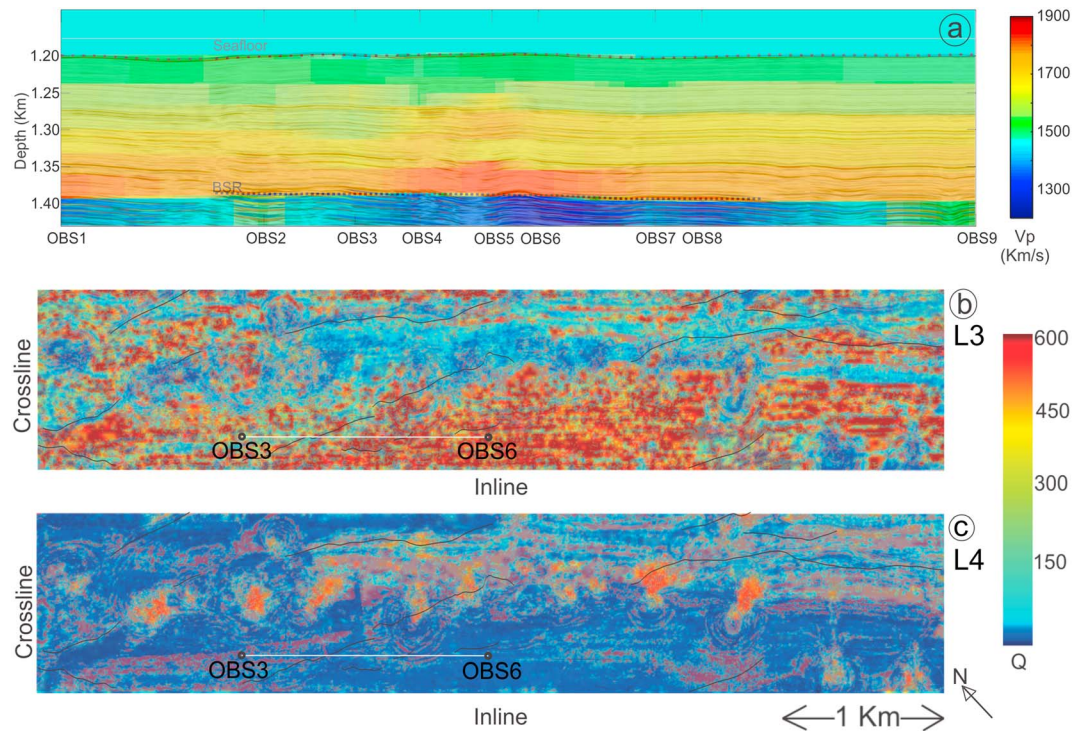 a
1900
1700
1500
1300
Vp
(Km/s)
Seafloor
1.20
1.25
1.30
1.35
1.40
Depth (Km)
BSR
OBS1
OBS2
OBS3
OBS4
OBS5
OBS6
OBS7
OBS8
OBS9
b
L3
Crossline
OBS3
OBS6
Inline
600
450
300
150
Q
c
L4
Crossline
OBS3
OBS6
Inline
N
1 Km